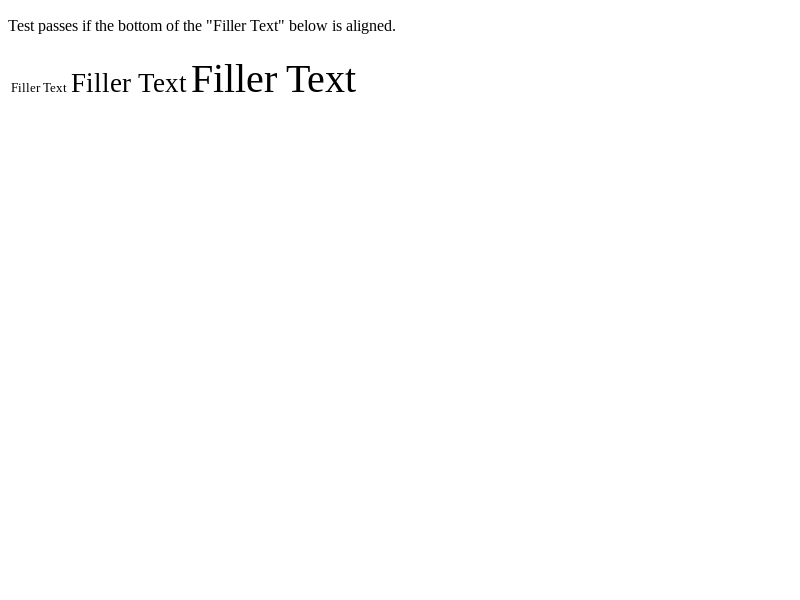 Test passes if the bottom of the "Filler Text" below is aligned.
Filler Text Filler Text Filler Text